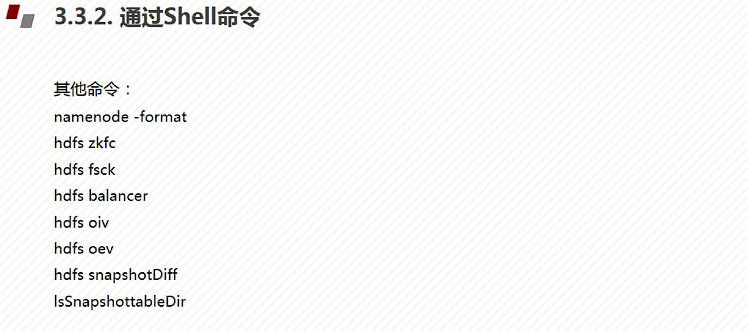 3.3.2. 通过Shell命令
其他命令：
namenode -format
hdfs zkfc
hdfs fsck
hdfs balancer
hdfs oiv
hdfs oev
hdfs snapshotDiff
lsSnapshottableDir